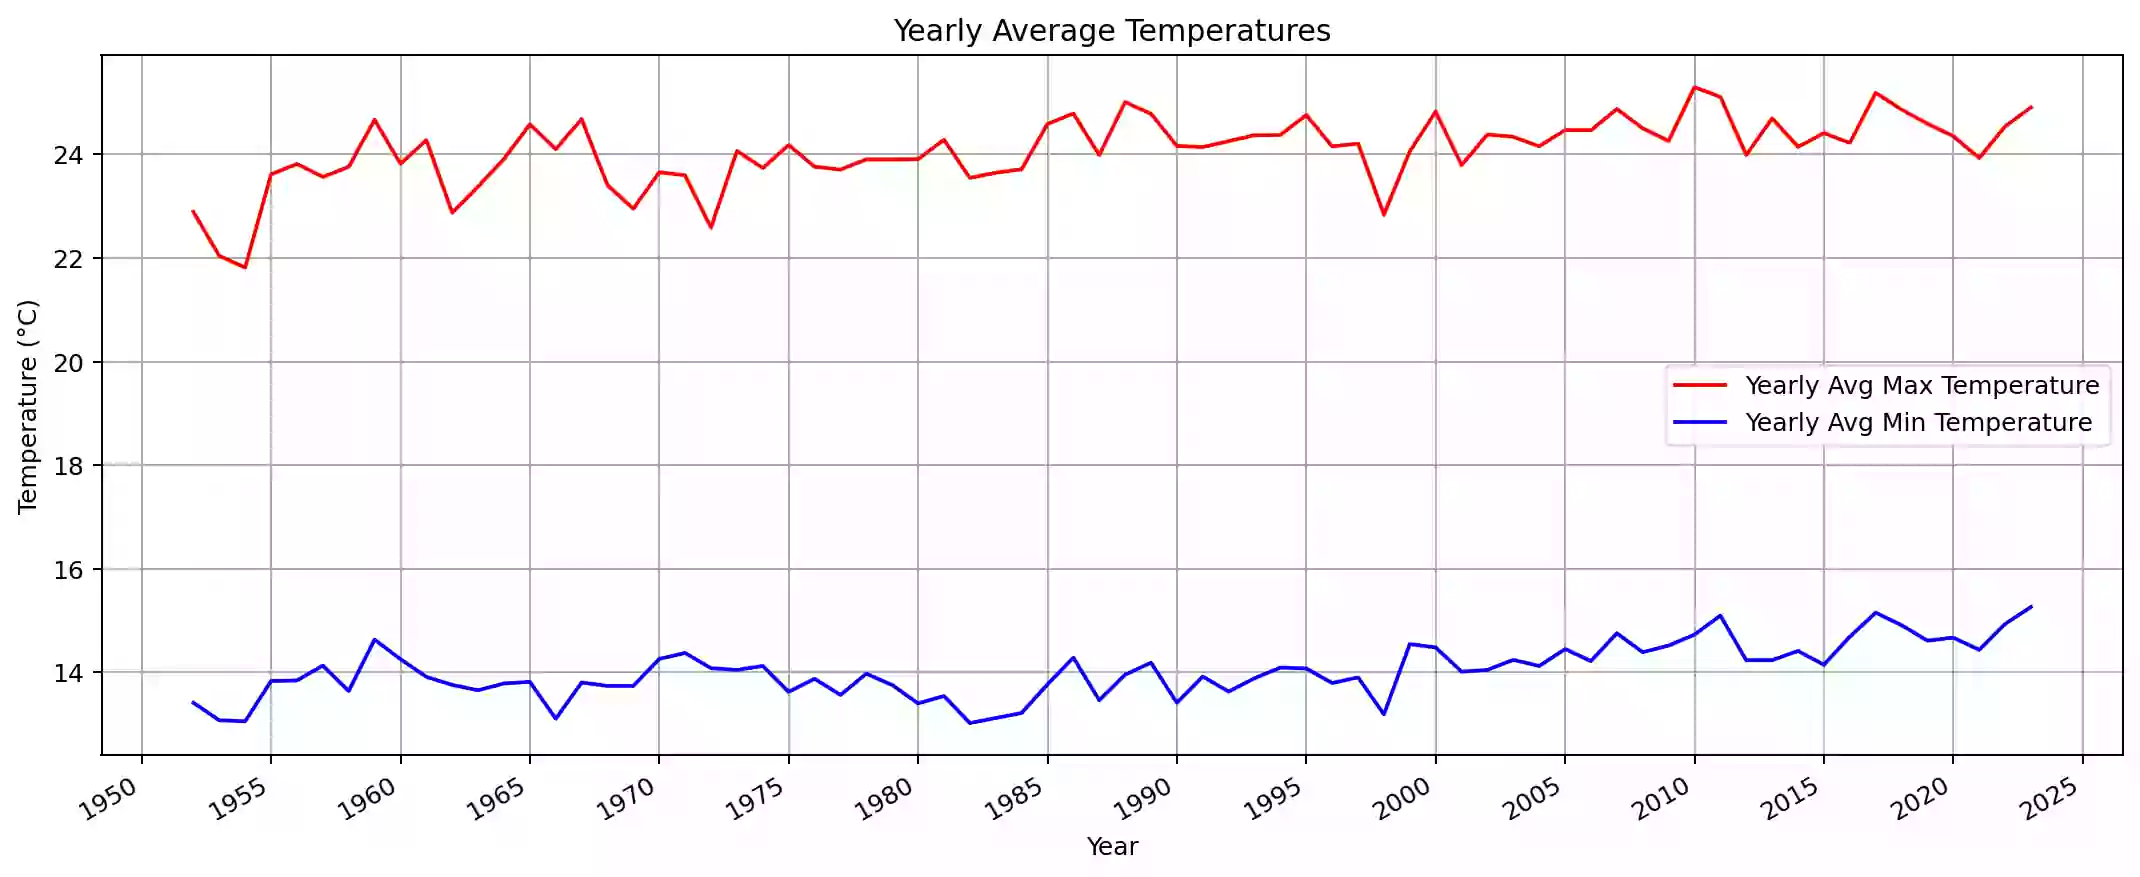 Yearly Average Temperatures
Temperature (°C)
24
22
20
18
16
14
Yearly Avg Max Temperature
Yearly Avg Min Temperature
1950 1955 1960 1965 1970 1975 1980 1985 1990 1995 2000 2005 2010 2015 2020 2025
Year